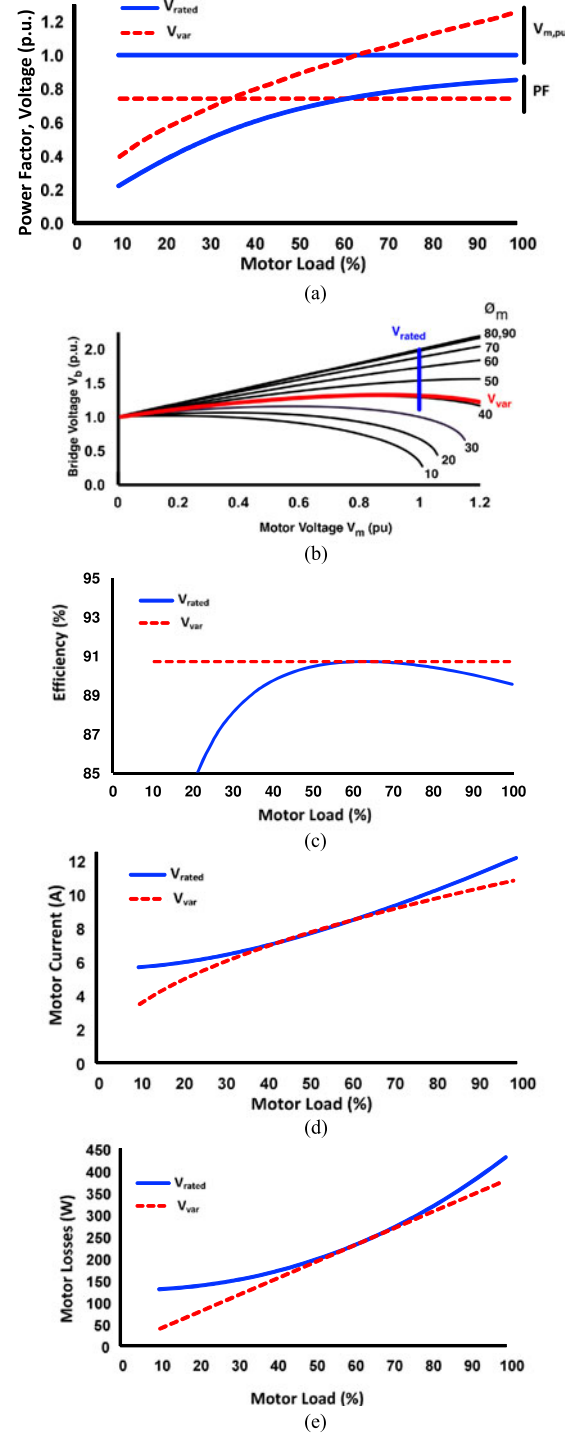 V_rated
V_var
V_m,pu
PF
1.2
1.0
0.8
0.6
0.4
0.2
0.0
Power Factor, Voltage (p.u.)
0 10 20 30 40 50 60 70 80 90 100
Motor Load (%)
(a)
Ø_m
V_rated
80,90
70
60
50
V_var
40
30
20
10
2.0
1.5
1.0
0.5
0.0
Bridge Voltage V_b (p.u.)
0 0.2 0.4 0.6 0.8 1 1.2
Motor Voltage V_m (pu)
(b)
V_rated
V_var
95
93
91
89
87
85
Efficiency (%)
0 10 20 30 40 50 60 70 80 90 100
Motor Load (%)
(c)
V_rated
V_var
12
10
8
6
4
2
0
Motor Current (A)
0 10 20 30 40 50 60 70 80 90 100
Motor Load (%)
(d)
V_rated
V_var
450
400
350
300
250
200
150
100
50
0
Motor Losses (W)
0 10 20 30 40 50 60 70 80 90 100
Motor Load (%)
(e)